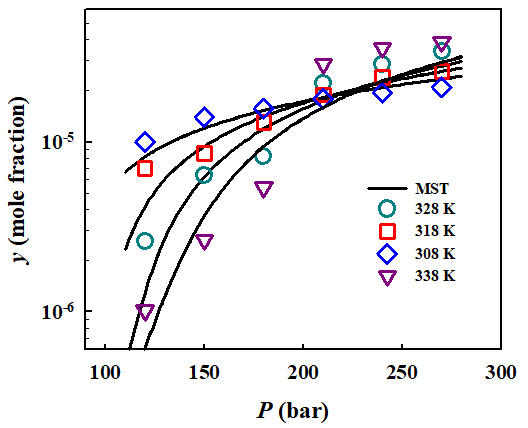 y (mole fraction)
10-5
10-6
MST
328 K
318 K
308 K
338 K
100 150 200 250 300
P (bar)